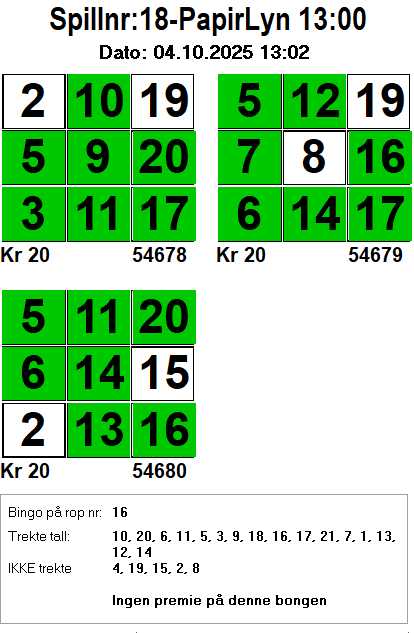 Spillnr:18-PapirLyn 13:00
Dato: 04.10.2025 13:02
2 10 19
5 9 20
3 11 17
Kr 20 54678
5 12 19
7 8 16
6 14 17
Kr 20 54679
5 11 20
6 14 15
2 13 16
Kr 20 54680
Bingo på rop nr: 16
Trekte tall: 10, 20, 6, 11, 5, 3, 9, 18, 16, 17, 21, 7, 1, 13,
12, 14
IKKE trekte 4, 19, 15, 2, 8
Ingen premie på denne bongen